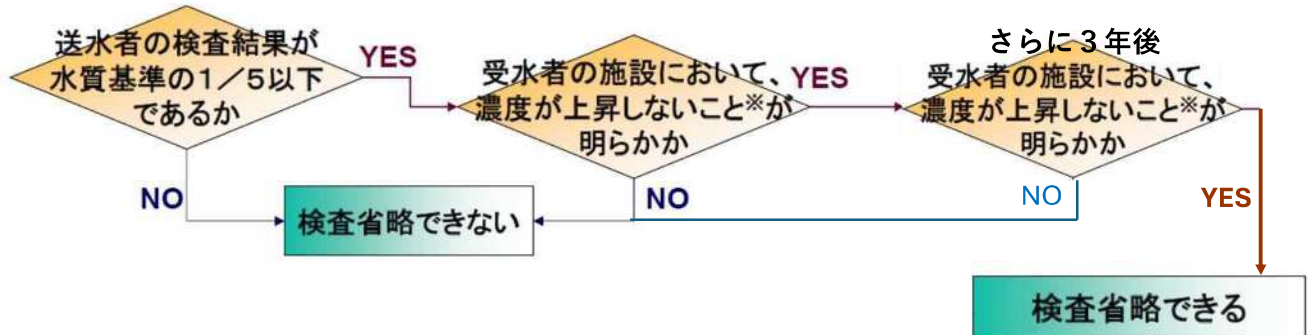 送水者の検査結果が
水質基準の1／5以下
であるか
YES
受水者の施設において、
濃度が上昇しないこと※が
明らかか
YES
さらに３年後
受水者の施設において、
濃度が上昇しないこと※が
明らかか
NO
検査省略できない
NO
NO
YES
検査省略できる